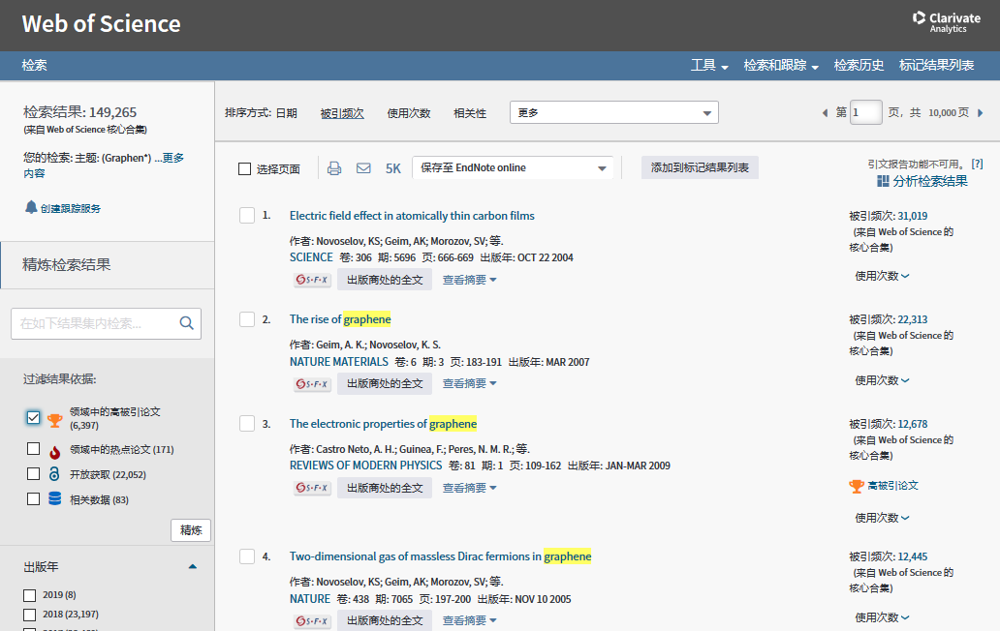 Web of Science
Clarivate
Analytics
检索
工具 检索和跟踪 检索历史 标记结果列表
检索结果: 149,265
(来自 Web of Science 核心合集)
您的检索: 主题: (Graphen*) ...更多
内容
创建跟踪服务
精炼检索结果
在如下结果集内检索...
过滤结果依据:
领域中的高被引论文
(6,397)
领域中的热点论文 (171)
开放获取 (22,052)
相关数据 (83)
精炼
出版年
2019 (8)
2018 (23,197)
排序方式: 日期 被引频次 使用次数 相关性 更多
第 1 页，共 10,000 页
选择页面 5K 保存至 EndNote online 添加到标记结果列表
引文报告功能不可用。 [?]
分析检索结果
1. Electric field effect in atomically thin carbon films
作者: Novoselov, KS; Geim, AK; Morozov, SV; 等.
SCIENCE 卷: 306 期: 5696 页: 666-669 出版年: OCT 22 2004
S·F·X 出版商处的全文 查看摘要
被引频次: 31,019
(来自 Web of Science 的
核心合集)
使用次数
2. The rise of graphene
作者: Geim, A. K.; Novoselov, K. S.
NATURE MATERIALS 卷: 6 期: 3 页: 183-191 出版年: MAR 2007
S·F·X 出版商处的全文 查看摘要
被引频次: 22,313
(来自 Web of Science 的
核心合集)
使用次数
3. The electronic properties of graphene
作者: Castro Neto, A. H.; Guinea, F.; Peres, N. M. R.; 等.
REVIEWS OF MODERN PHYSICS 卷: 81 期: 1 页: 109-162 出版年: JAN-MAR 2009
S·F·X 出版商处的全文 查看摘要
被引频次: 12,678
(来自 Web of Science 的
核心合集)
高被引论文
使用次数
4. Two-dimensional gas of massless Dirac fermions in graphene
作者: Novoselov, KS; Geim, AK; Morozov, SV; 等.
NATURE 卷: 438 期: 7065 页: 197-200 出版年: NOV 10 2005
S·F·X 出版商处的全文 查看摘要
被引频次: 12,445
(来自 Web of Science 的
核心合集)
使用次数